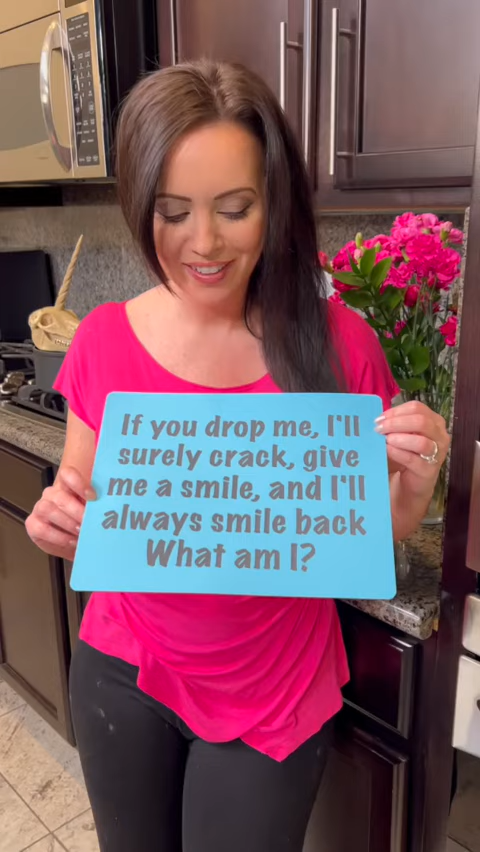 If you drop me, I'll
surely crack, give
me a smile, and I'll
always smile back
What am I?